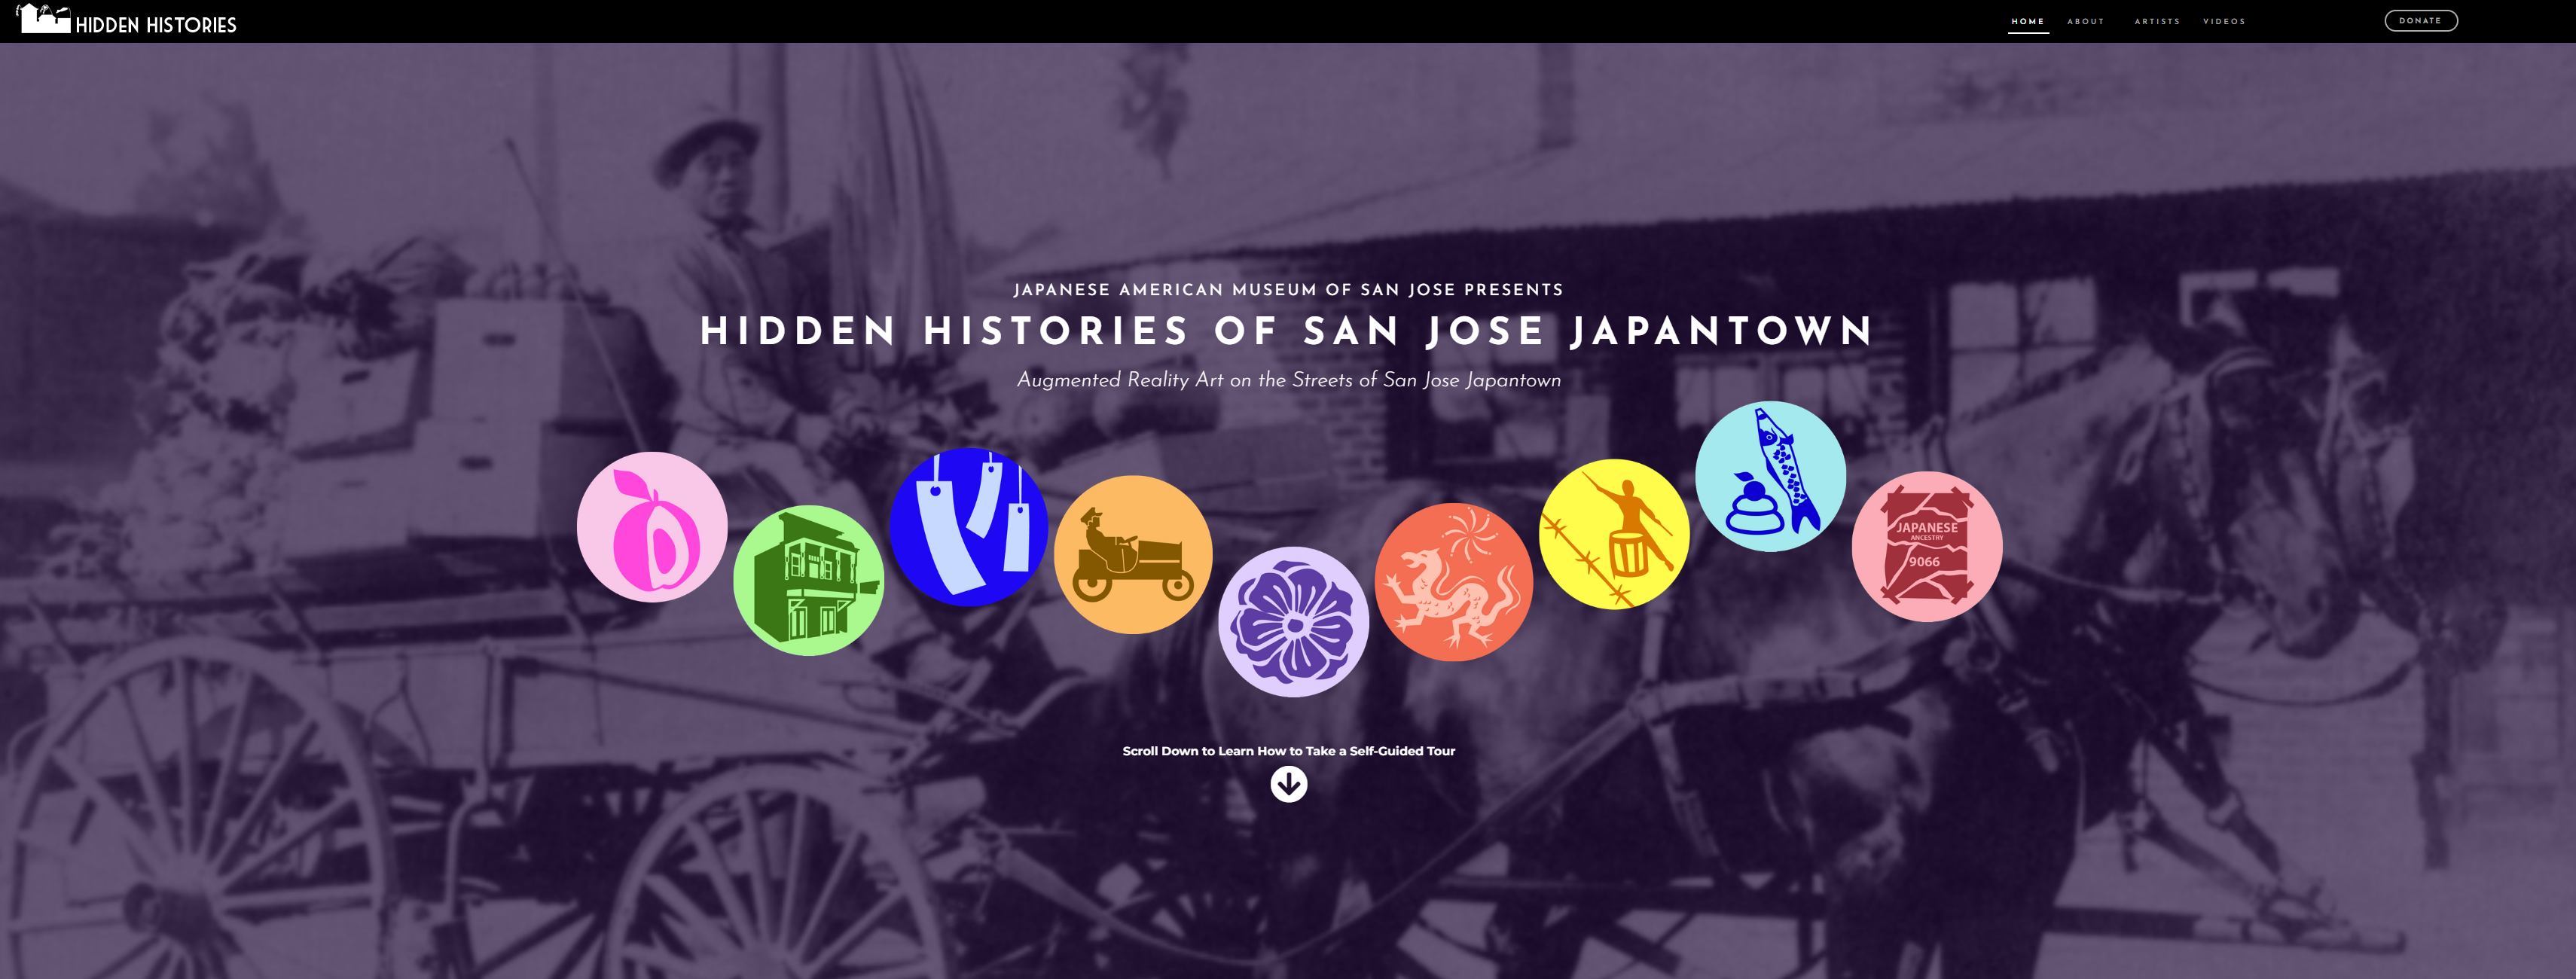 HIDDEN HISTORIES
HOME ABOUT ARTISTS VIDEOS DONATE
JAPANESE AMERICAN MUSEUM OF SAN JOSE PRESENTS
HIDDEN HISTORIES OF SAN JOSE JAPANTOWN
Augmented Reality Art on the Streets of San Jose Japantown
JAPANESE
ANCESTRY
9066
Scroll Down to Learn How to Take a Self-Guided Tour